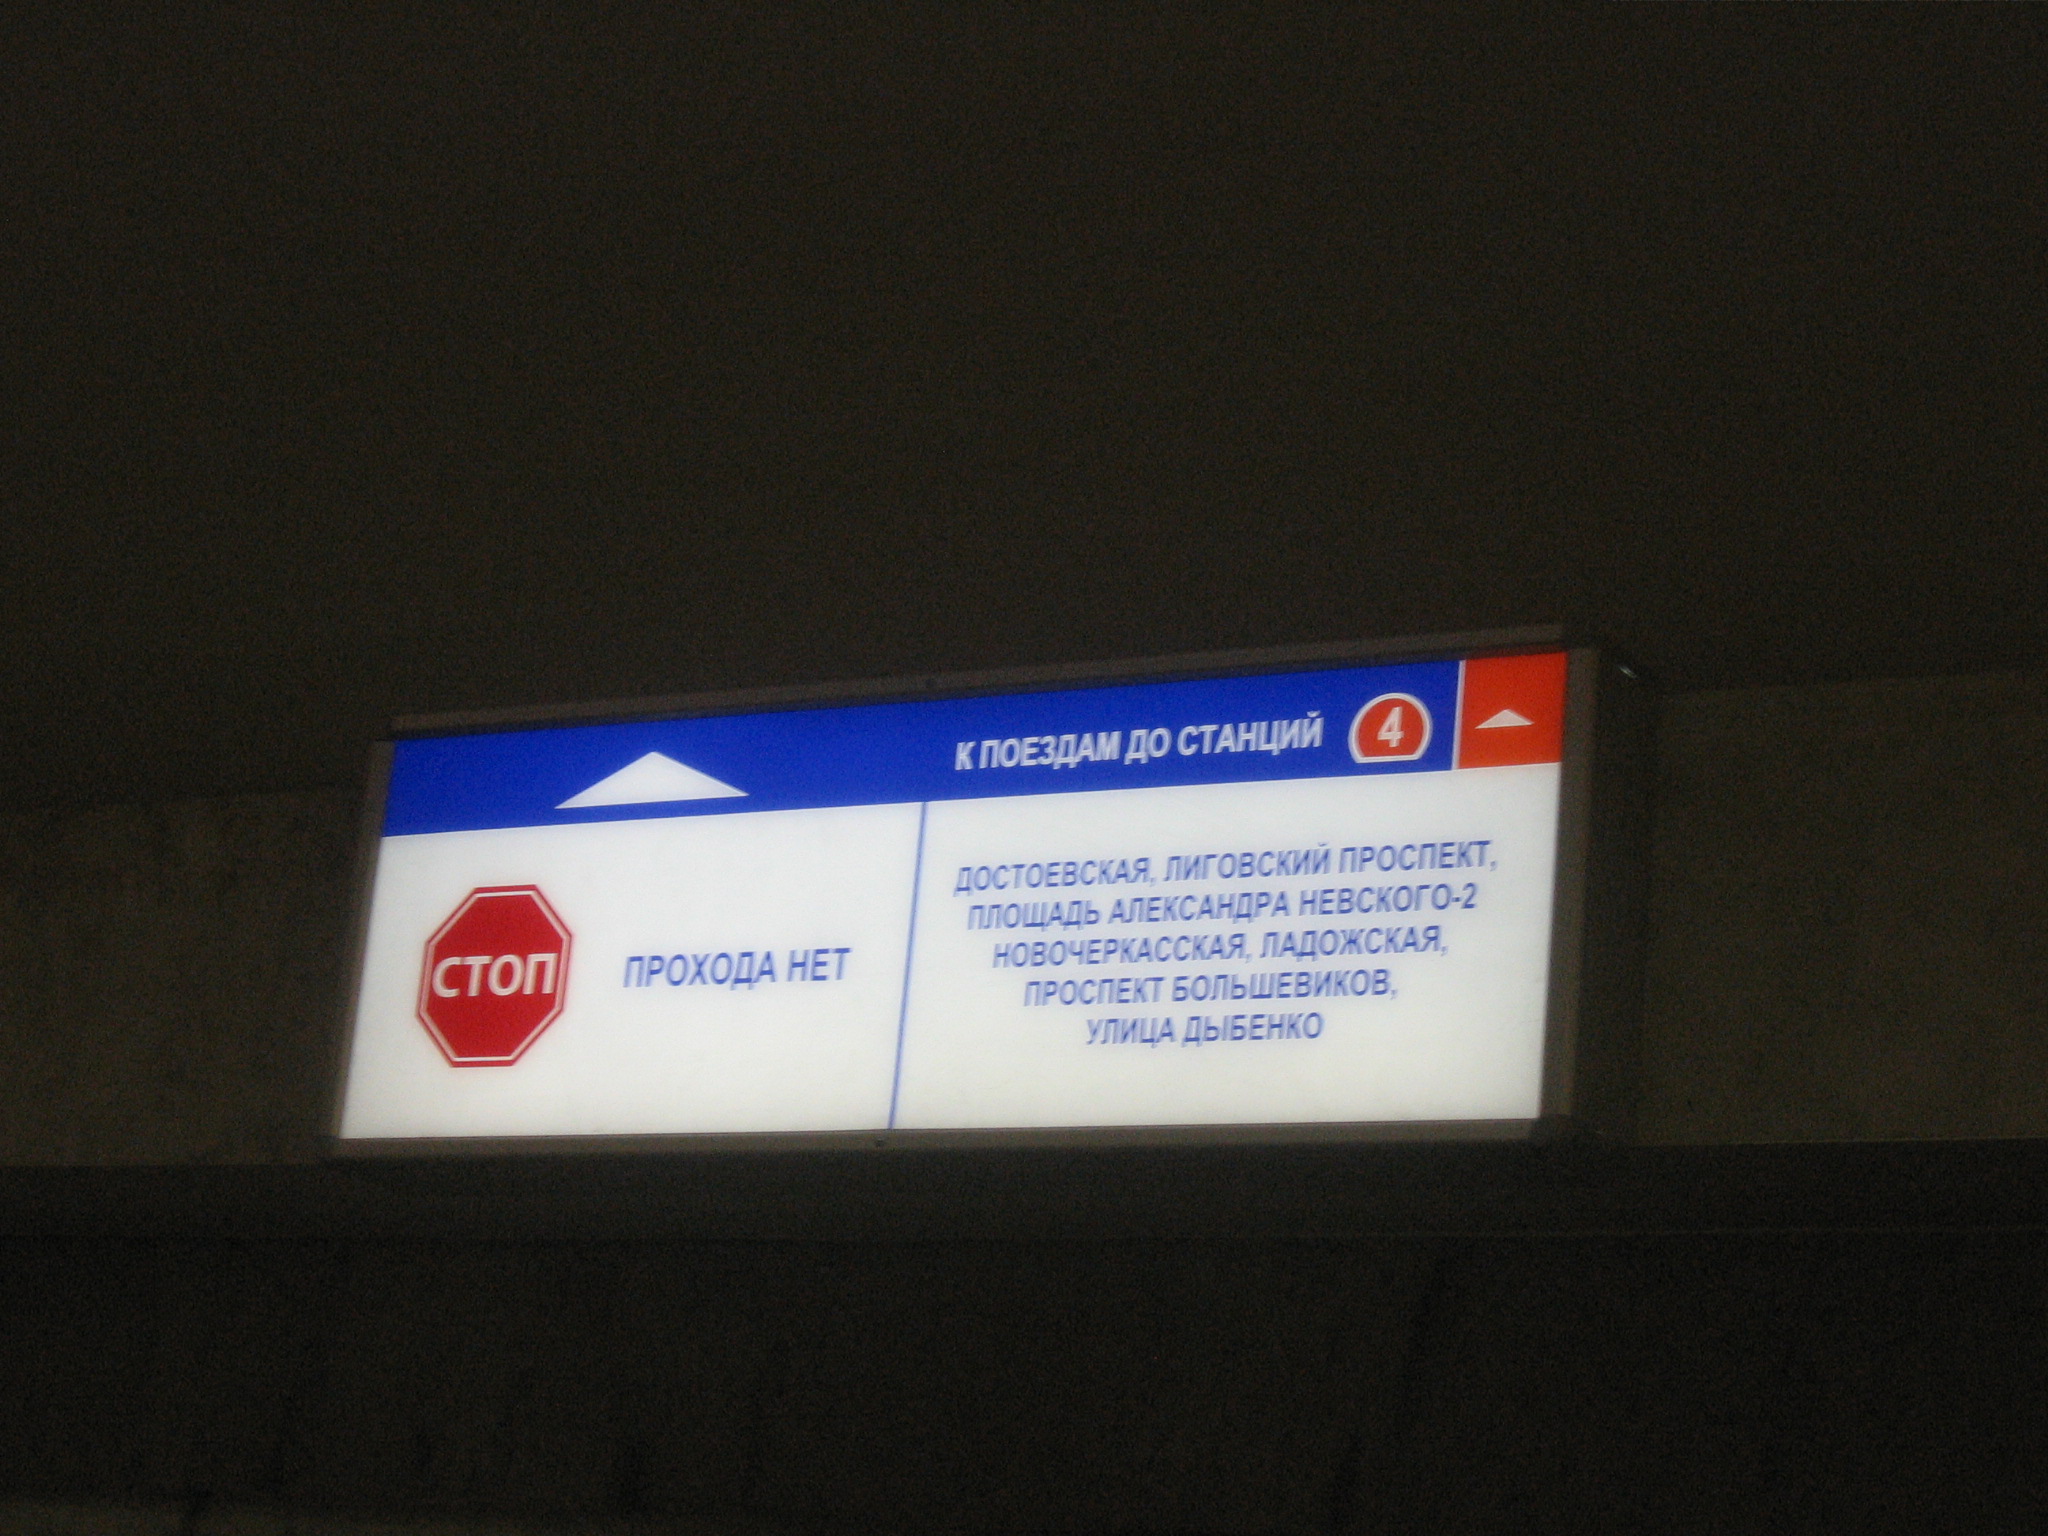 К ПОЕЗДАМ ДО СТАНЦИЙ 4
СТОП
ПРОХОДА НЕТ
ДОСТОЕВСКАЯ, ЛИГОВСКИЙ ПРОСПЕКТ,
ПЛОЩАДЬ АЛЕКСАНДРА НЕВСКОГО-2
НОВОЧЕРКАССКАЯ, ЛАДОЖСКАЯ,
ПРОСПЕКТ БОЛЬШЕВИКОВ,
УЛИЦА ДЫБЕНКО